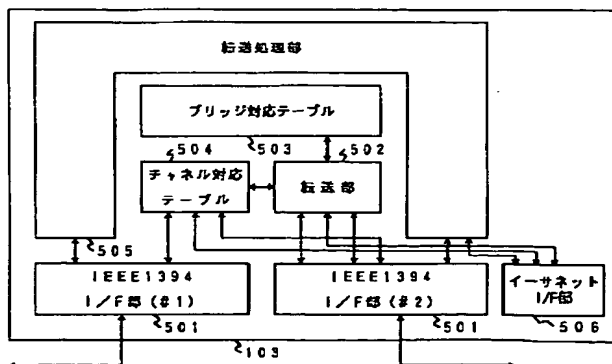 転送処理部
ブリッジ対応テーブル
504
503
502
チャネル対応
テーブル
転送部
505
IEEE1394
I/F部(#1)
IEEE1394
I/F部(#2)
イーサネット
I/F部
501
501
506
103